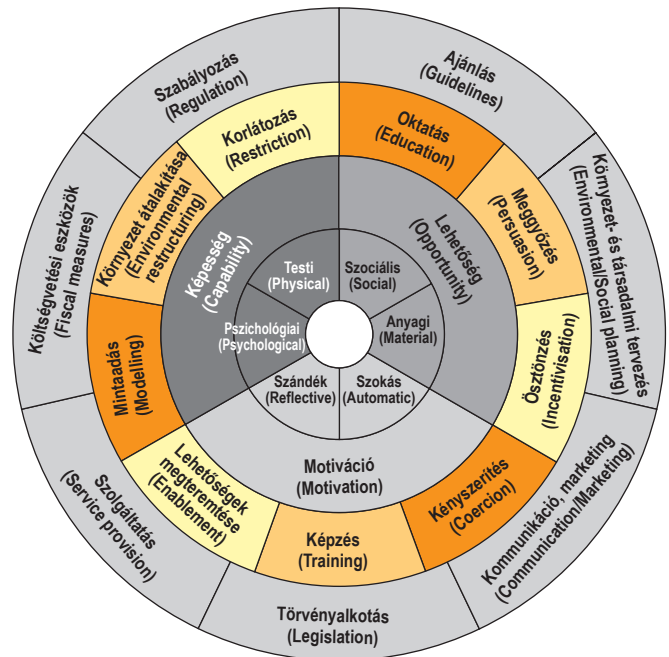 Ajánlás
(Guidelines)
Környezet- és társadalmi tervezés
(Environmental/Social planning)
Kommunikáció, marketing
(Communication/Marketing)
Törvényalkotás
(Legislation)
Szolgáltatás
(Service provision)
Költségvetési eszközök
(Fiscal measures)
Szabályozás
(Regulation)
Oktatás
(Education)
Meggyőzés
(Persuasion)
Ösztönzés
(Incentivisation)
Kényszerítés
(Coercion)
Képzés
(Training)
Lehetőségek
megteremtése
(Enablement)
Mintaadás
(Modelling)
Környezet átalakítása
(Environmental
restructuring)
Korlátozás
(Restriction)
Lehetőség
(Opportunity)
Motiváció
(Motivation)
Képesség
(Capability)
Szociális
(Social)
Anyagi
(Material)
Szokás
(Automatic)
Szándék
(Reflective)
Pszichológiai
(Psychological)
Testi
(Physical)